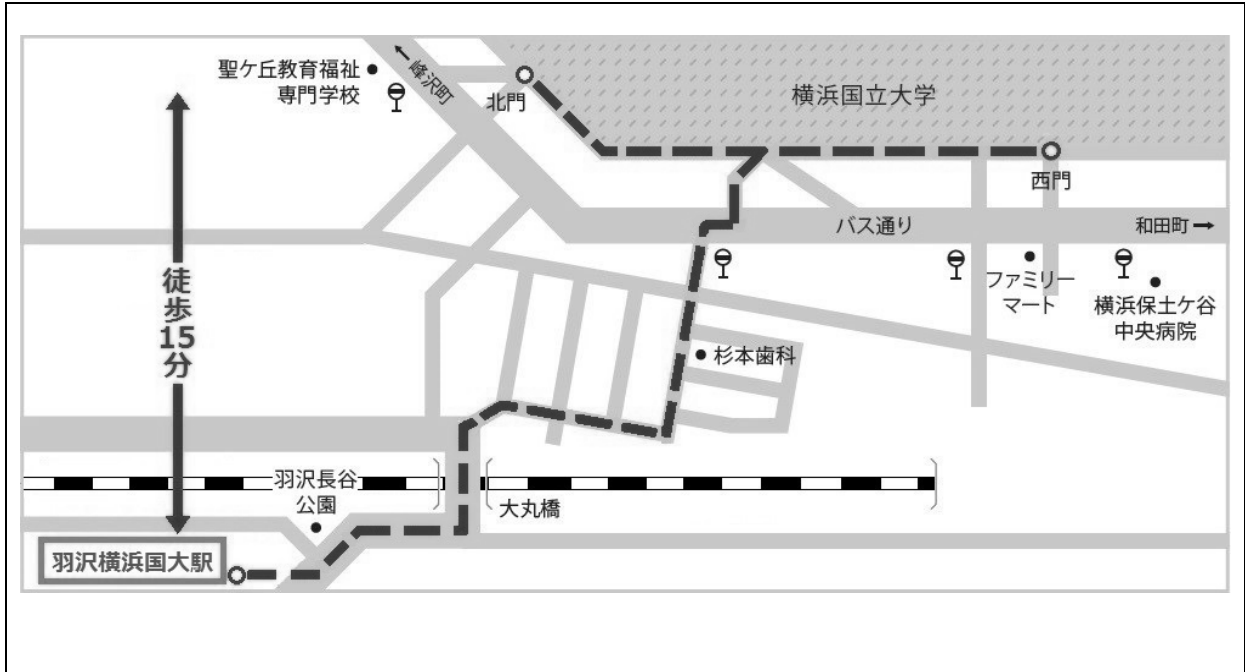 聖ケ丘教育福祉
専門学校
峰沢町
北門
横浜国立大学
西門
バス通り
和田町
ファミリー
マート
横浜保土ケ谷
中央病院
徒歩15分
杉本歯科
羽沢長谷
公園
大丸橋
羽沢横浜国大駅